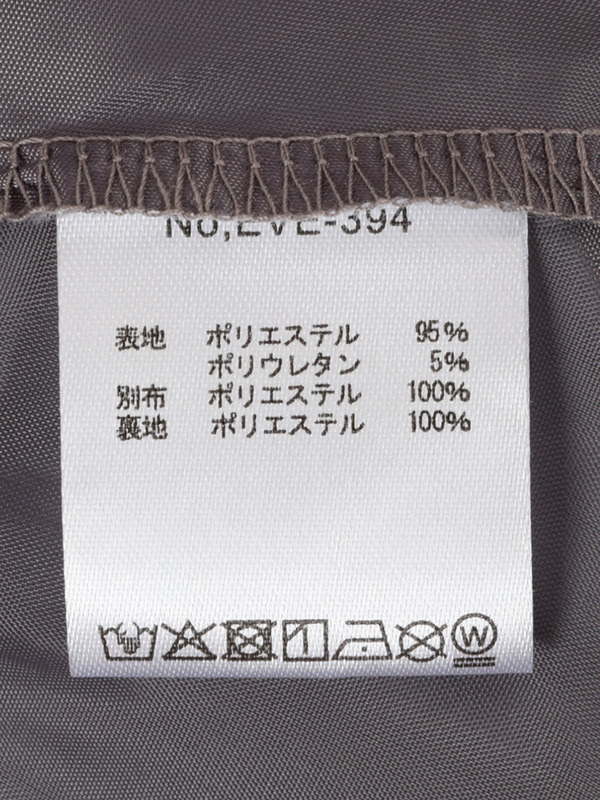 No,EVE-394
表地 ポリエステル 95%
ポリウレタン 5%
別布 ポリエステル 100%
裏地 ポリエステル 100%
W